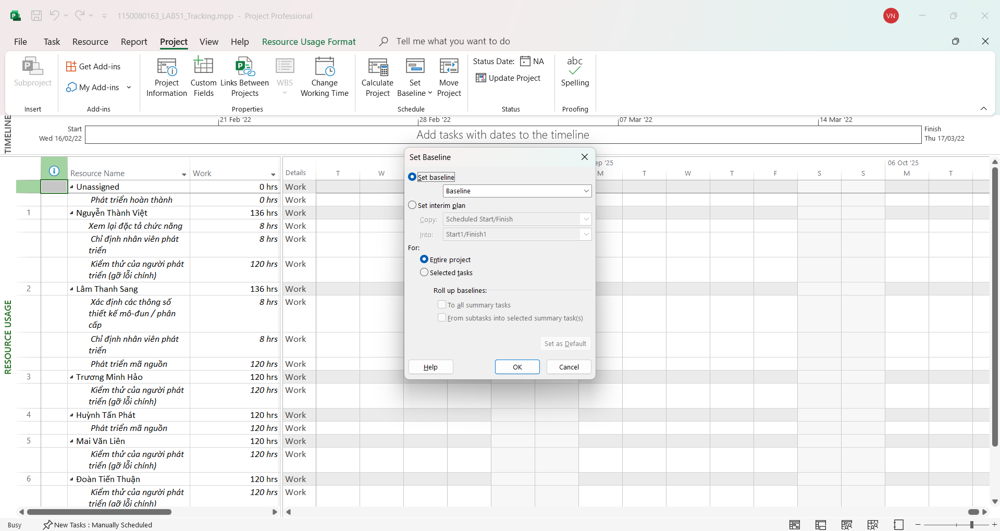 1150080163_LAB51_Tracking.mpp - Project Professional
VN
File Task Resource Report Project View Help Resource Usage Format Tell me what you want to do
Subproject
Insert
Get Add-ins
My Add-ins
Add-ins
Project Information
Custom Fields
Links Between Projects
WBS
Change Working Time
Properties
Calculate Project
Set Baseline
Move Project
Schedule
Status Date: NA
Update Project
Status
abc
Spelling
Proofing
TIMELINE
21 Feb '22 28 Feb '22 07 Mar '22 14 Mar '22
Start
Wed 16/02/22
Add tasks with dates to the timeline
Finish
Thu 17/03/22
Resource Name Work Details T W M T W T F S S M T
ep '25 06 Oct '25
Unassigned 0 hrs Work
Phát triển hoàn thành 0 hrs Work
1 Nguyễn Thành Việt 136 hrs Work
Xem lại đặc tả chức năng 8 hrs Work
Chỉ định nhân viên phát triển 8 hrs Work
Kiểm thử của người phát triển (gỡ lỗi chính) 120 hrs Work
2 Lâm Thanh Sang 136 hrs Work
Xác định các thông số thiết kế mô-đun / phân cấp 8 hrs Work
Chỉ định nhân viên phát triển 8 hrs Work
Phát triển mã nguồn 120 hrs Work
3 Trương Minh Hảo 120 hrs Work
Kiểm thử của người phát triển (gỡ lỗi chính) 120 hrs Work
4 Huỳnh Tấn Phát 120 hrs Work
Phát triển mã nguồn 120 hrs Work
5 Mai Văn Liên 120 hrs Work
Kiểm thử của người phát triển (gỡ lỗi chính) 120 hrs Work
6 Đoàn Tiến Thuận 120 hrs Work
Kiểm thử của người phát triển (gỡ lỗi chính) 120 hrs Work
RESOURCE USAGE
Set Baseline
Set baseline
Baseline
Set interim plan
Copy: Scheduled Start/Finish
Into: Start1/Finish1
For:
Entire project
Selected tasks
Roll up baselines:
To all summary tasks
From subtasks into selected summary task(s)
Set as Default
Help OK Cancel
Busy New Tasks : Manually Scheduled